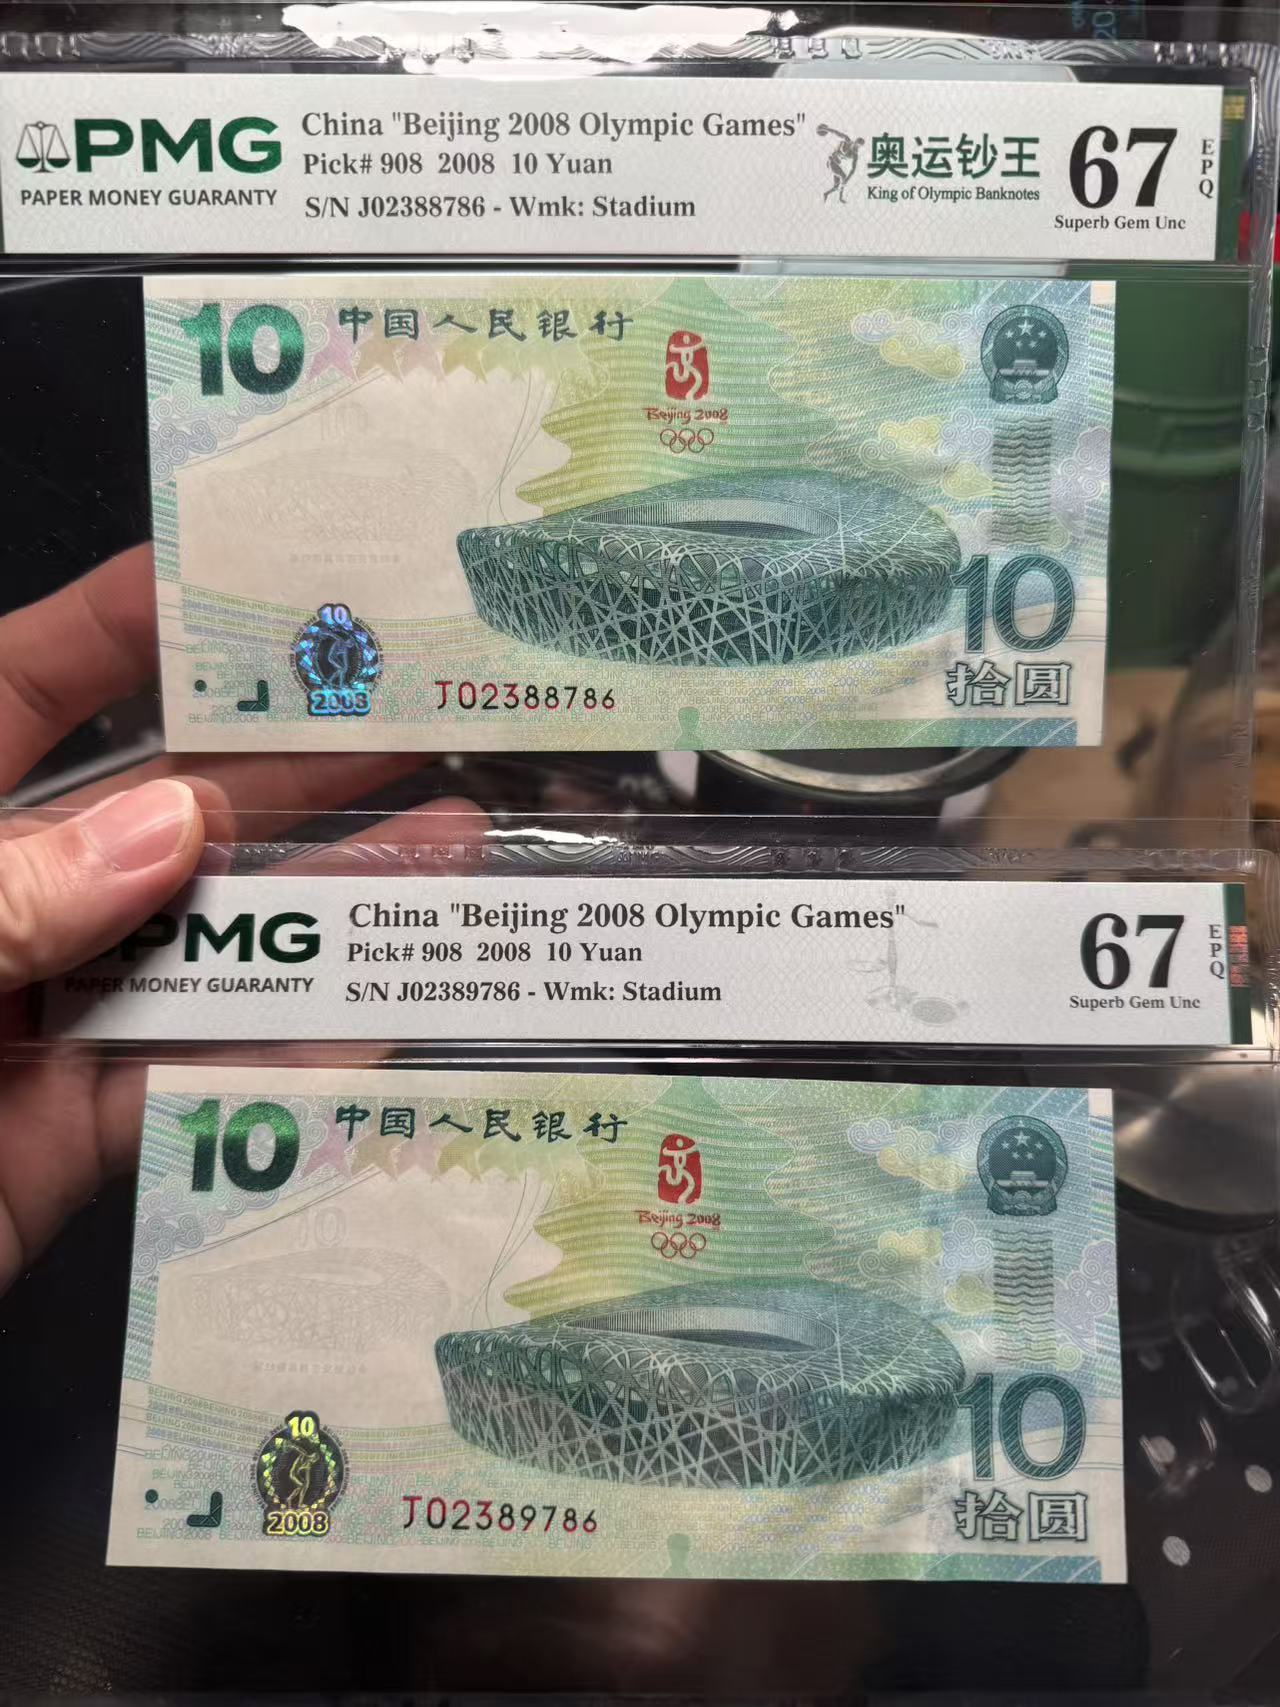 PMG
PAPER MONEY GUARANTY
China "Beijing 2008 Olympic Games"
Pick# 908 2008 10 Yuan
S/N J02388786 - Wmk: Stadium
奥运钞王
King of Olympic Banknotes
67
EPQ
Superb Gem Unc
10
中国人民银行
Beijing 2008
10
2008
J02388786
10
拾圆
PMG
PAPER MONEY GUARANTY
China "Beijing 2008 Olympic Games"
Pick# 908 2008 10 Yuan
S/N J02389786 - Wmk: Stadium
67
EPQ
Superb Gem Unc
10
中国人民银行
Beijing 2008
10
2008
J02389786
10
拾圆